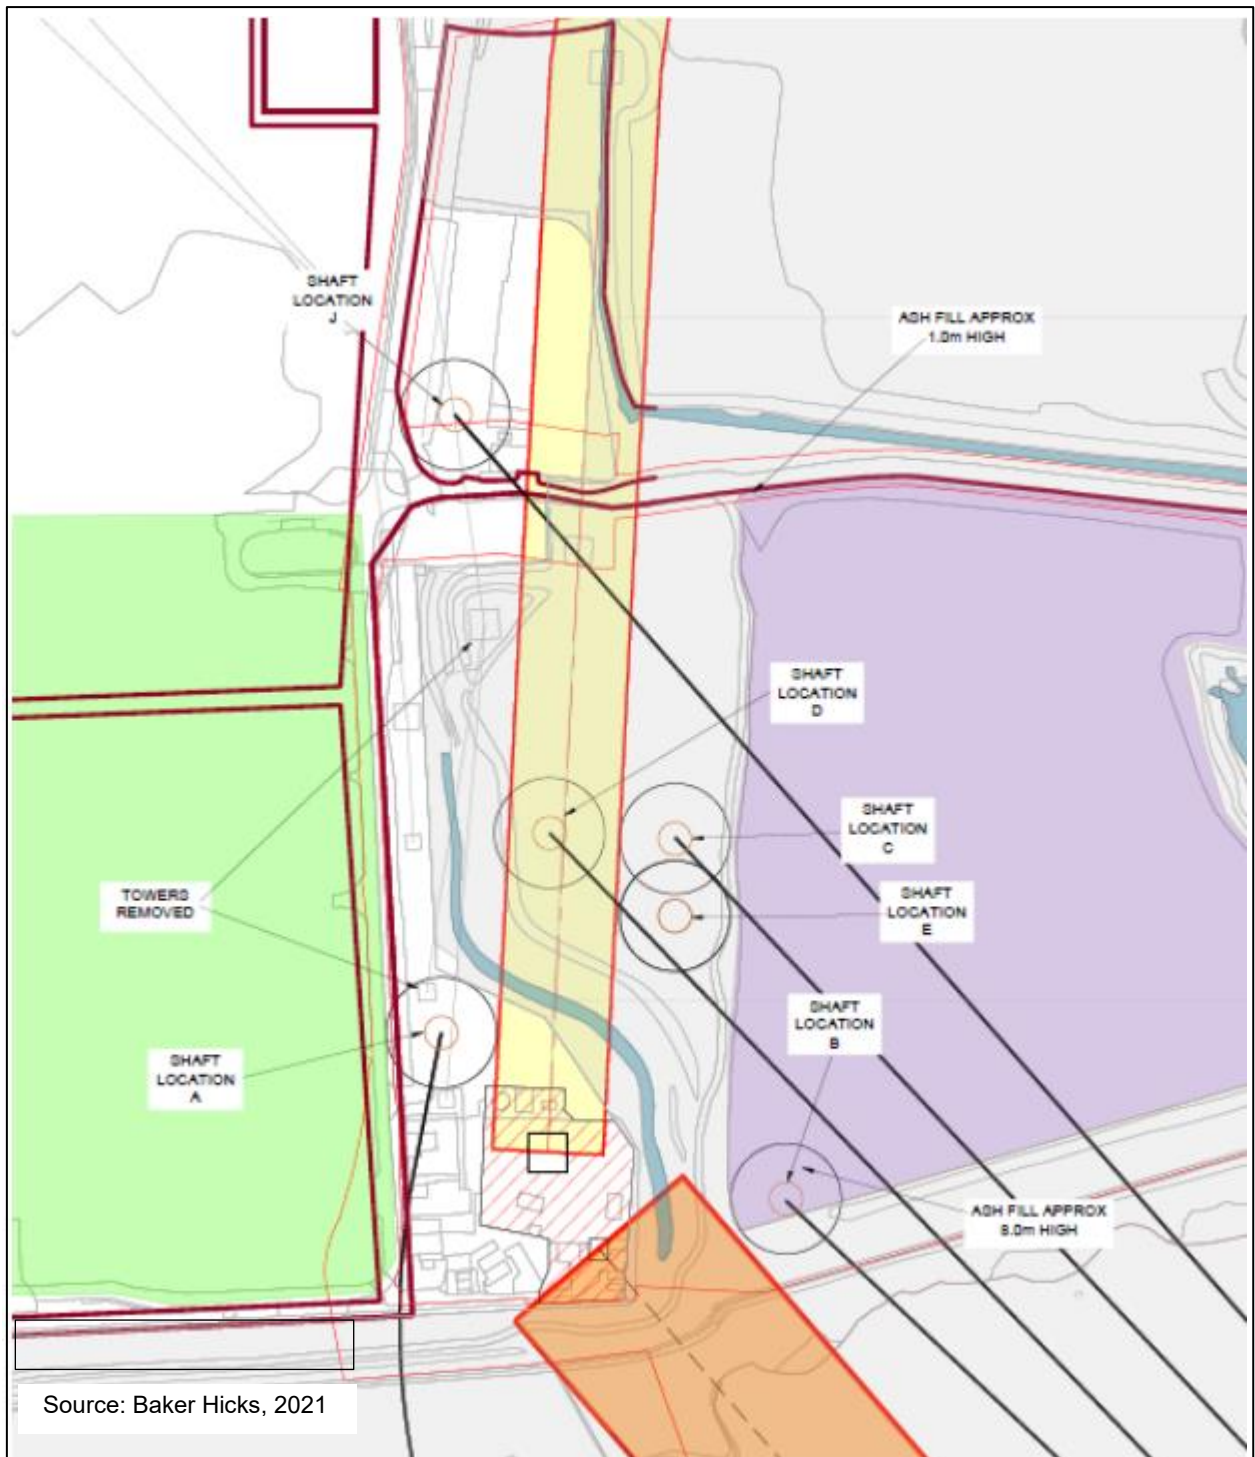 SHAFT
LOCATION
J
ASH FILL APPROX
1.0m HIGH
SHAFT
LOCATION
D
SHAFT
LOCATION
C
TOWERS
REMOVED
SHAFT
LOCATION
E
SHAFT
LOCATION
B
SHAFT
LOCATION
A
ASH FILL APPROX
HIGH
Source: Baker Hicks, 2021